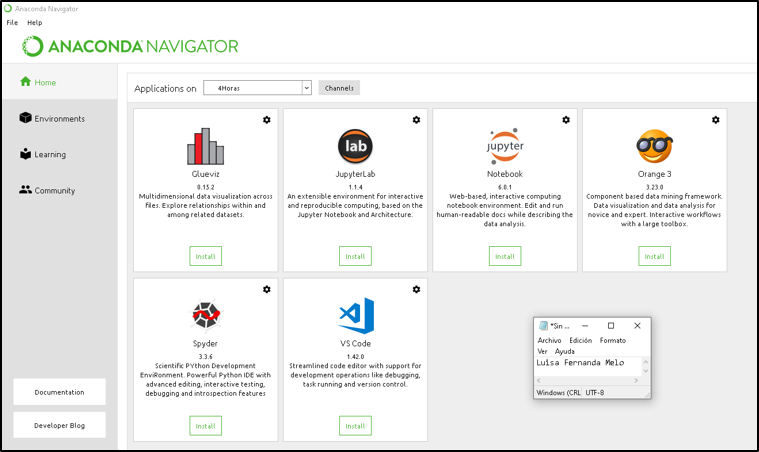 Anaconda Navigator
File Help
ANACONDA NAVIGATOR
Home
Environments
Learning
Community
Documentation
Developer Blog
Applications on 4Horas Channels
Glueviz
0.15.2
Multidimensional data visualization across
files. Explore relationships within and
among related datasets.
Install
lab
JupyterLab
1.1.4
An extensible environment for interactive
and reproducible computing, based on the
Jupyter Notebook and Architecture.
Install
jupyter
Notebook
6.0.1
Web-based, interactive computing
notebook environment. Edit and run
human-readable docs while describing the
data analysis.
Install
Orange 3
3.23.0
Component based data mining framework.
Data visualization and data analysis for
novice and expert. Interactive workflows
with a large toolbox.
Install
Spyder
3.3.6
Scientific PYthon Development
EnviRonment. Powerful Python IDE with
advanced editing, interactive testing,
debugging and introspection features
Install
VS Code
1.42.0
Streamlined code editor with support for
development operations like debugging,
task running and version control.
Install
*Sin ...
Archivo Edición Formato
Ver Ayuda
Luisa Fernanda Melo
Windows (CRL UTF-8